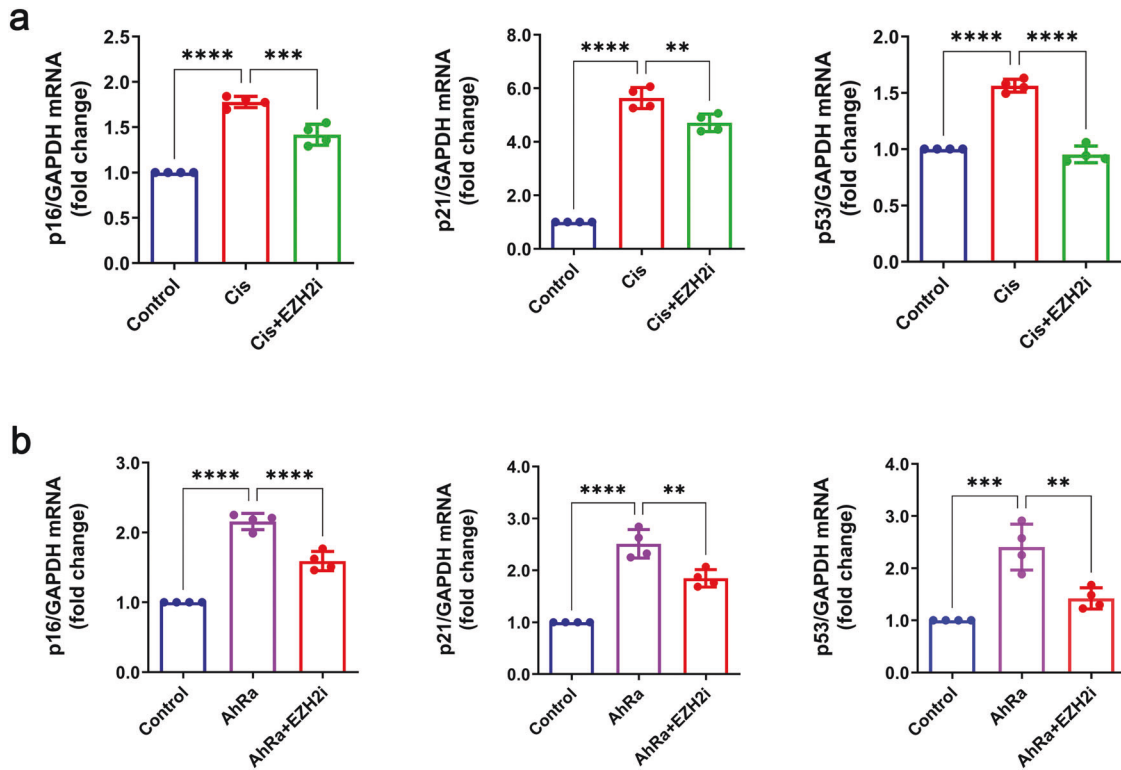 a
p16/GAPDH mRNA
(fold change)
2.5
2.0
1.5
1.0
0.5
0.0
**** ***
Control
Cis
Cis+EZH2i
p21/GAPDH mRNA
(fold change)
8.0
6.0
4.0
2.0
0.0
**** **
Control
Cis
Cis+EZH2i
p53/GAPDH mRNA
(fold change)
2.0
1.5
1.0
0.5
0.0
**** ****
Control
Cis
Cis+EZH2i
b
p16/GAPDH mRNA
(fold change)
3.0
2.0
1.0
0.0
**** ****
Control
AhRa
AhRa+EZH2i
p21/GAPDH mRNA
(fold change)
4.0
3.0
2.0
1.0
0.0
**** **
Control
AhRa
AhRa+EZH2i
p53/GAPDH mRNA
(fold change)
4.0
3.0
2.0
1.0
0.0
*** **
Control
AhRa
AhRa+EZH2i